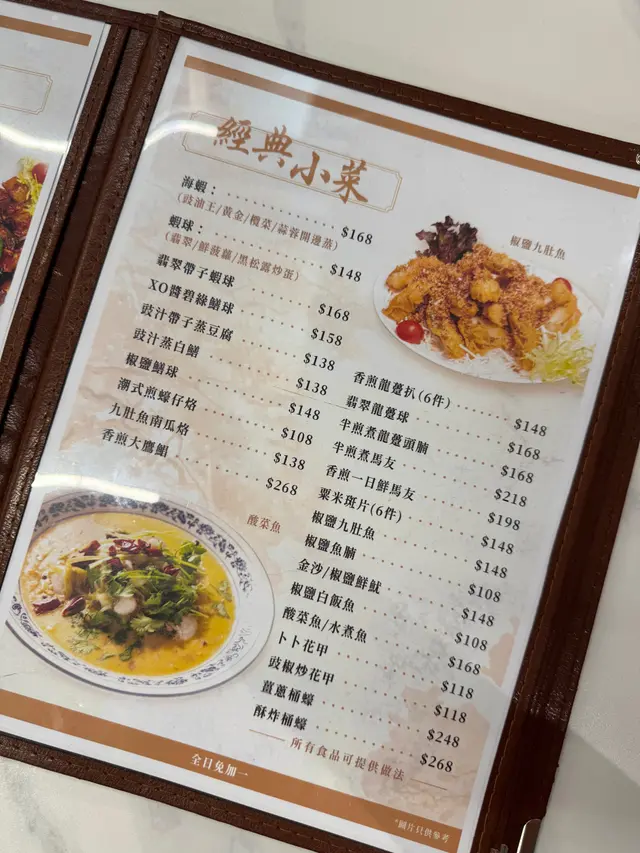 經典小菜
海蝦： $168
(豉油王/黃金/欖菜/蒜蓉開邊蒸)
蝦球： $148
(翡翠/鮮菠蘿/黑松露炒蛋)
翡翠帶子蝦球 $168
XO醬碧綠鱔球 $158
豉汁帶子蒸豆腐 $138
豉汁蒸白鱔 $138
椒鹽鱔球 $148
潮式煎蠔仔烙 $108
九肚魚南瓜烙 $138
香煎大鷹鯧 $268
椒鹽九肚魚
香煎龍躉扒(6件) $148
翡翠龍躉球 $168
半煎煮龍躉頭腩 $168
半煎煮馬友 $218
香煎一日鮮馬友 $198
粟米斑片(6件) $148
椒鹽九肚魚 $148
椒鹽魚腩 $108
金沙/椒鹽鮮魷 $148
椒鹽白飯魚 $108
酸菜魚/水煮魚 $168
卜卜花甲 $118
豉椒炒花甲 $118
薑蔥桶蠔 $248
酥炸桶蠔 $268
所有食品可提供做法
酸菜魚
全日免加一
*圖片只供參考